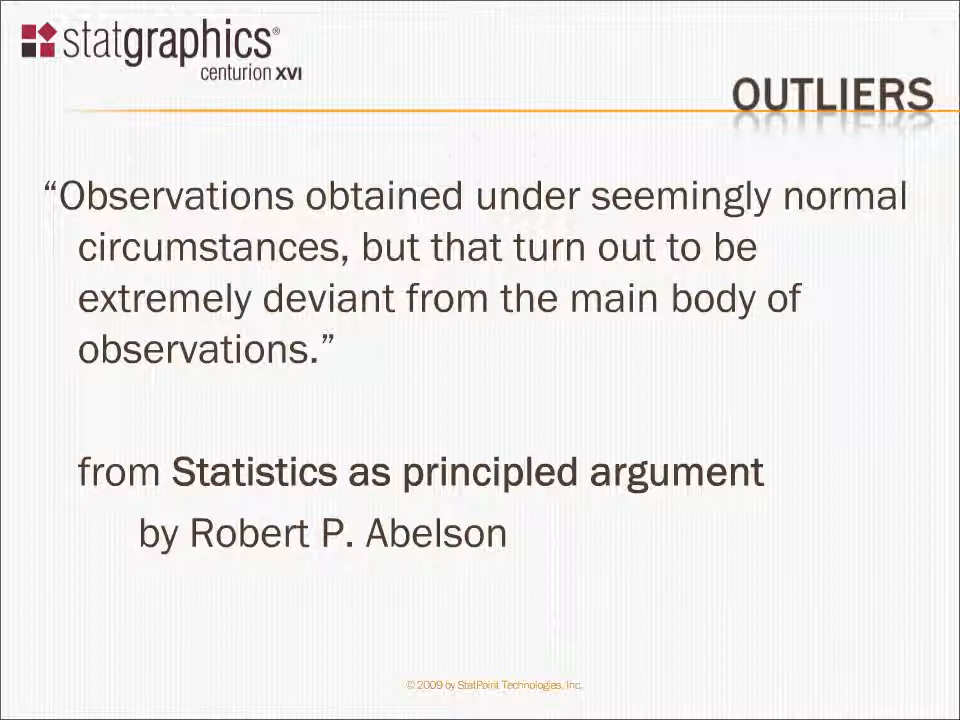 statgraphics®
centurion XVI
OUTLIERS
“Observations obtained under seemingly normal
circumstances, but that turn out to be
extremely deviant from the main body of
observations.”
from Statistics as principled argument
by Robert P. Abelson
© 2009 by StatPoint Technologies, Inc.